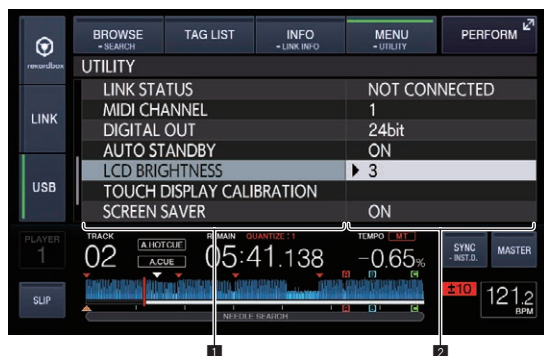 BROWSE
- SEARCH
TAG LIST
INFO
- LINK INFO
MENU
- UTILITY
PERFORM
rekordbox
UTILITY
LINK
USB
LINK STATUS NOT CONNECTED
MIDI CHANNEL 1
DIGITAL OUT 24bit
AUTO STANDBY ON
LCD BRIGHTNESS 3
TOUCH DISPLAY CALIBRATION
SCREEN SAVER ON
PLAYER
1
TRACK
02
A.HOT CUE
A.CUE
REMAIN QUANTIZE : 1
05:41.138
TEMPO MT
-0.65%
SYNC
- INST.D.
MASTER
SLIP
A B C
A B C
NEEDLE SEARCH
±10
121.2
BPM
1 2